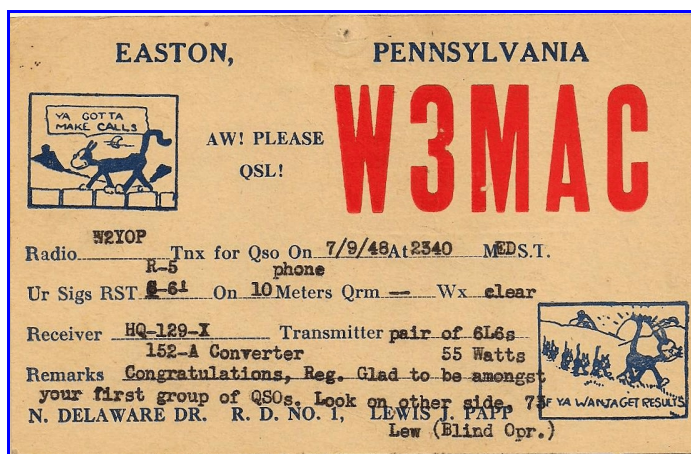 EASTON, PENNSYLVANIA
YA GOTTA
MAKE CALLS
AW! PLEASE
QSL!
W3MAC
Radio W2YOP Tnx for Qso On 7/9/48 At 2340 MEDS.T.
R-5 phone
Ur Sigs RST S-61 On 10 Meters Qrm — Wx clear
Receiver HQ-129-X Transmitter pair of 6L6s
152-A Converter 55 Watts
Remarks Congratulations, Reg. Glad to be amongst
your first group of QSOs. Look on other side, 73
IF YA WANTA GET RESULTS
N. DELAWARE DR. R. D. NO. 1, LEWIS J. PAPP
Lew (Blind Opr.)